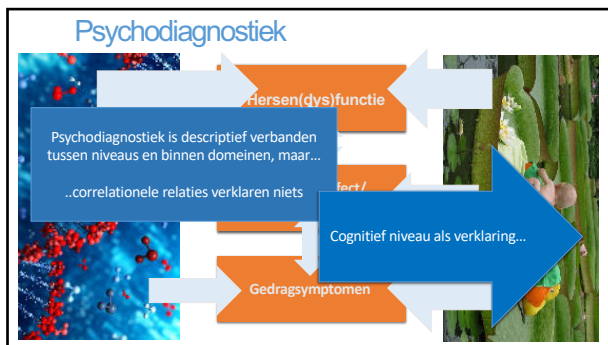 Psychodiagnostiek
Hersen(dys)functie
Psychodiagnostiek is descriptief verbanden
tussen niveaus en binnen domeinen, maar…
..correlationele relaties verklaren niets
fect/
Cognitief niveau als verklaring…
Gedragsymptomen